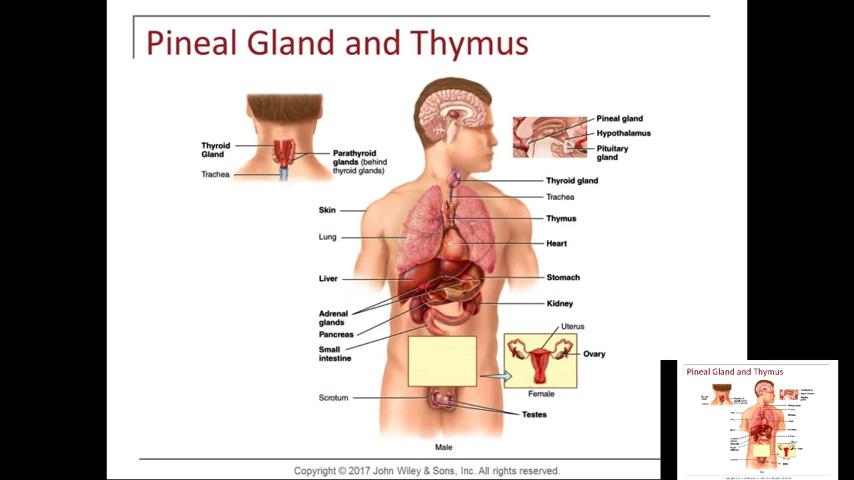 Pineal Gland and Thymus
Thyroid
Gland
Trachea
Parathyroid
glands (behind
thyroid glands)
Pineal gland
Hypothalamus
Pituitary
gland
Thyroid gland
Trachea
Thymus
Heart
Stomach
Kidney
Uterus
Ovary
Female
Testes
Skin
Lung
Liver
Adrenal
glands
Pancreas
Small
intestine
Scrotum
Male
Copyright © 2017 John Wiley & Sons, Inc. All rights reserved.
Pineal Gland and Thymus